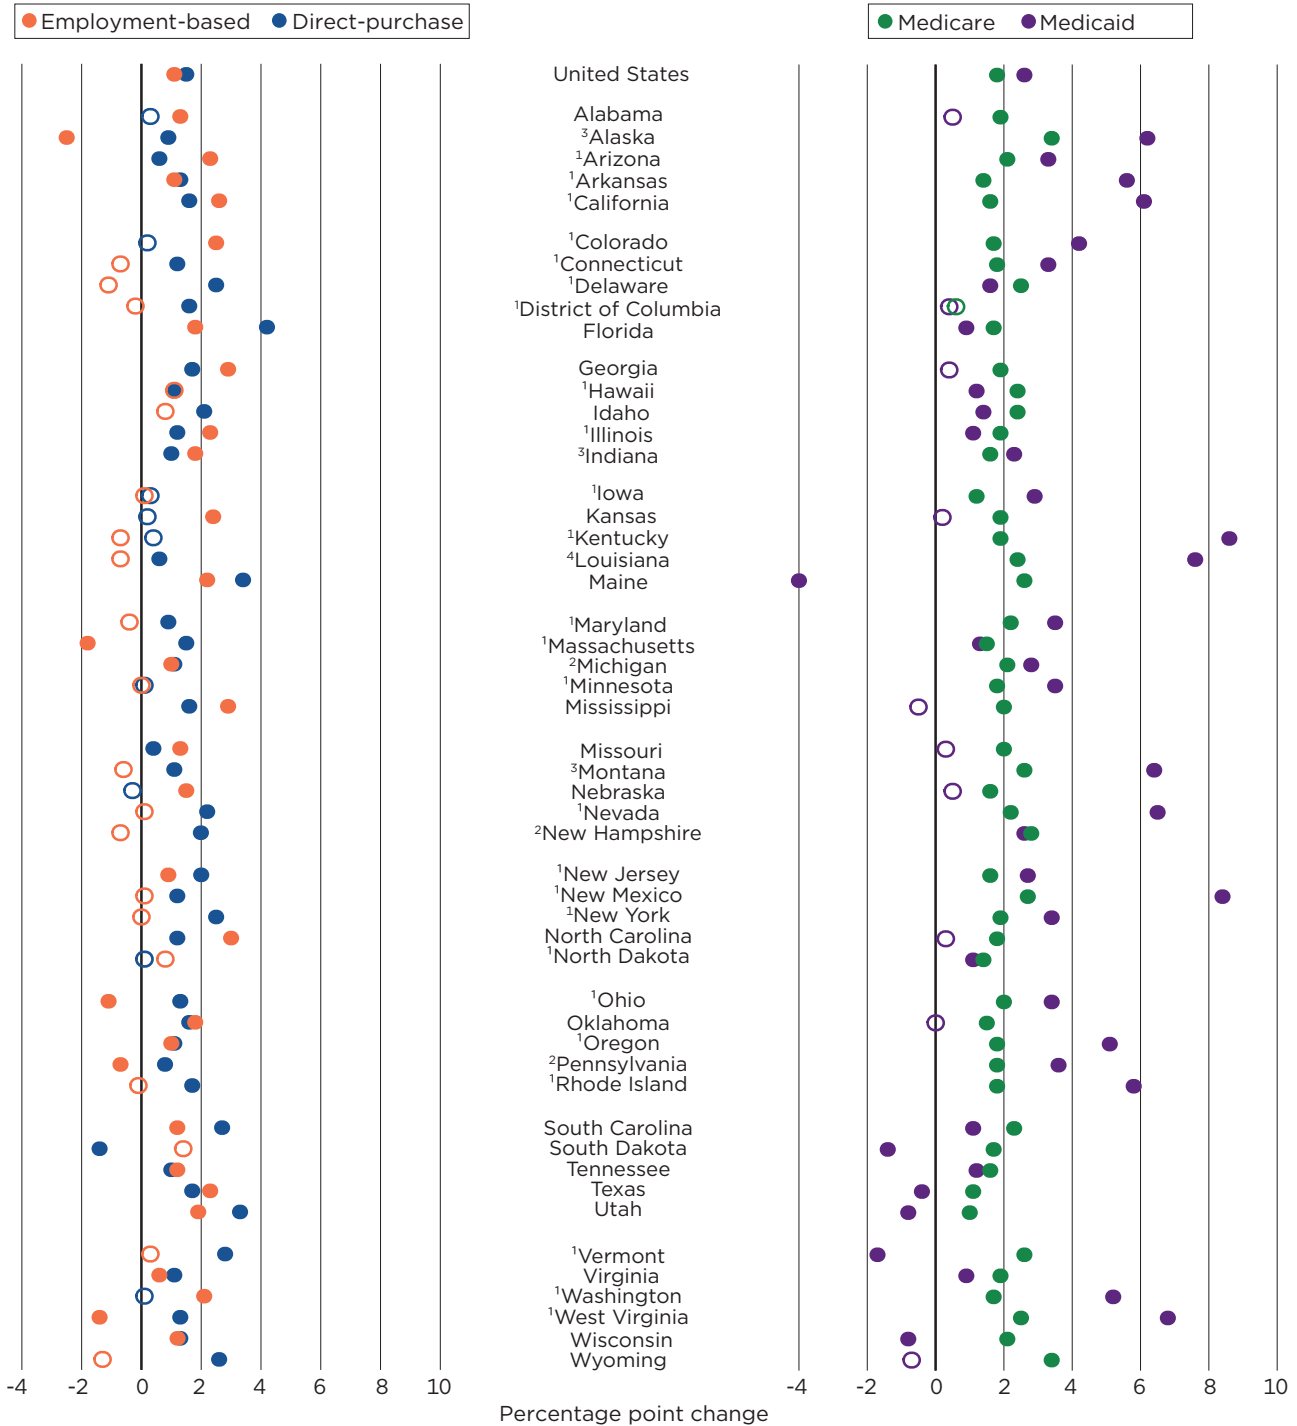 Employment-based Direct-purchase
Medicare Medicaid
United States
Alabama
³Alaska
¹Arizona
¹Arkansas
¹California
¹Colorado
¹Connecticut
¹Delaware
¹District of Columbia
Florida
Georgia
¹Hawaii
Idaho
¹Illinois
³Indiana
¹Iowa
Kansas
¹Kentucky
⁴Louisiana
Maine
¹Maryland
¹Massachusetts
²Michigan
¹Minnesota
Mississippi
Missouri
³Montana
Nebraska
¹Nevada
²New Hampshire
¹New Jersey
¹New Mexico
¹New York
North Carolina
¹North Dakota
¹Ohio
Oklahoma
¹Oregon
²Pennsylvania
¹Rhode Island
South Carolina
South Dakota
Tennessee
Texas
Utah
¹Vermont
Virginia
¹Washington
¹West Virginia
Wisconsin
Wyoming
-4 -2 0 2 4 6 8 10
-4 -2 0 2 4 6 8 10
Percentage point change